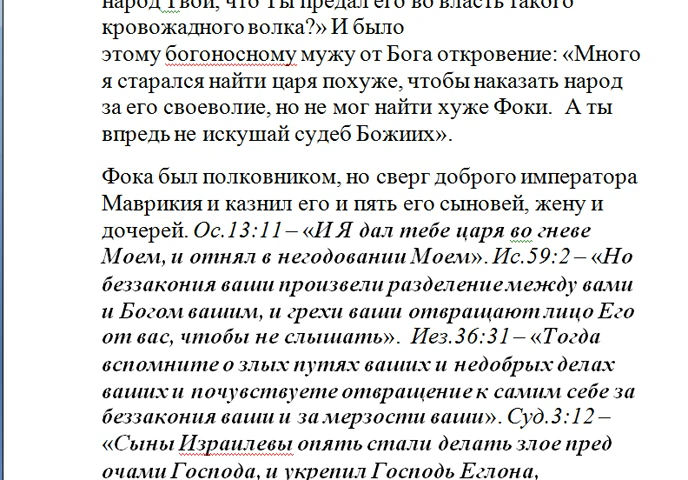 народ Твой, что Ты предал его во власть такого
кровожадного волка?» И было
этому богоносному мужу от Бога откровение: «Много
я старался найти царя похуже, чтобы наказать народ
за его своеволие, но не мог найти хуже Фоки. А ты
впредь не искушай судеб Божиих».
Фока был полковником, но сверг доброго императора
Маврикия и казнил его и пять его сыновей, жену и
дочерей. Ос.13:11 – «И Я дал тебе царя во гневе
Моем, и отнял в негодовании Моем». Ис.59:2 – «Но
беззакония ваши произвели разделение между вами
и Богом вашим, и грехи ваши отвращают лицо Его
от вас, чтобы не слышать». Иез.36:31 – «Тогда
вспомните о злых путях ваших и недобрых делах
ваших и почувствуете отвращение к самим себе за
беззакония ваши и за мерзости ваши». Суд.3:12 –
«Сыны Израилевы опять стали делать злое пред
очами Господа, и укрепил Господь Еглона,